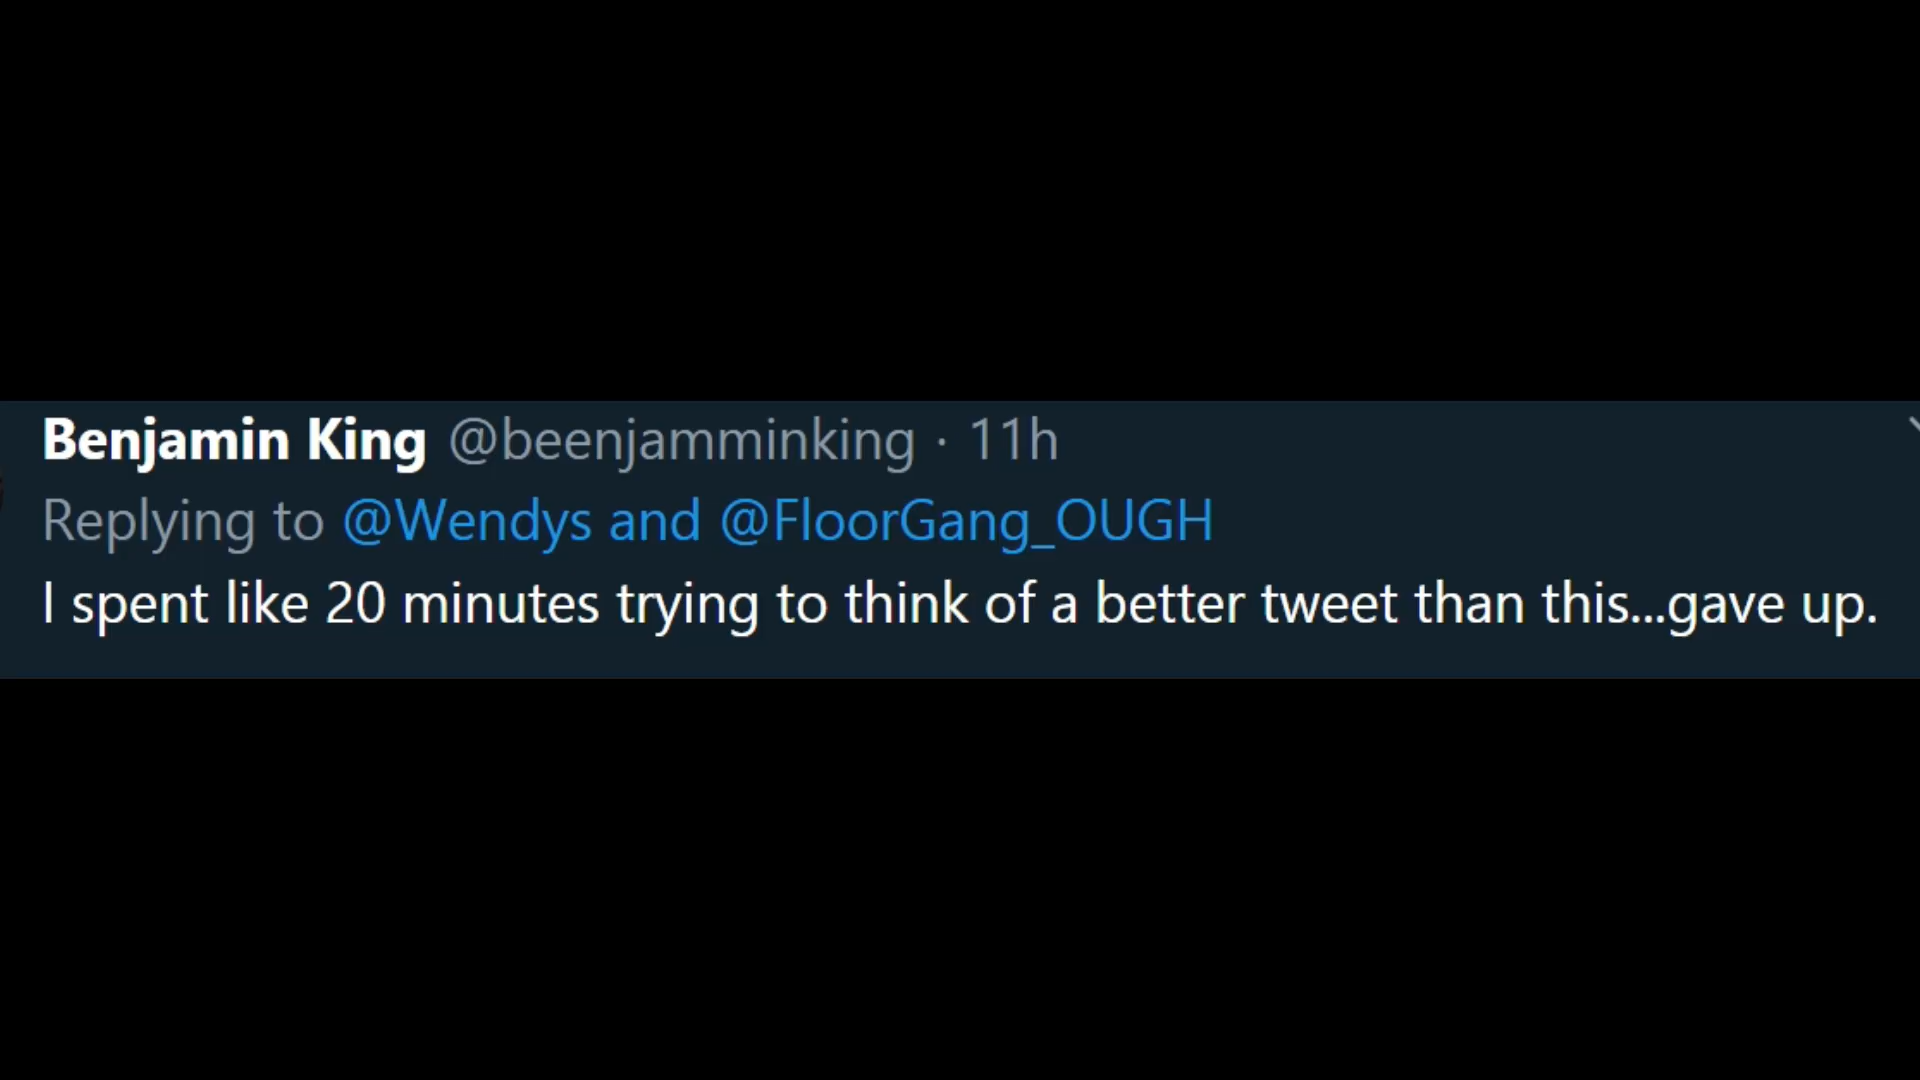 Benjamin King @beenjamminking · 11h
Replying to @Wendys and @FloorGang_OUGH
I spent like 20 minutes trying to think of a better tweet than this...gave up.